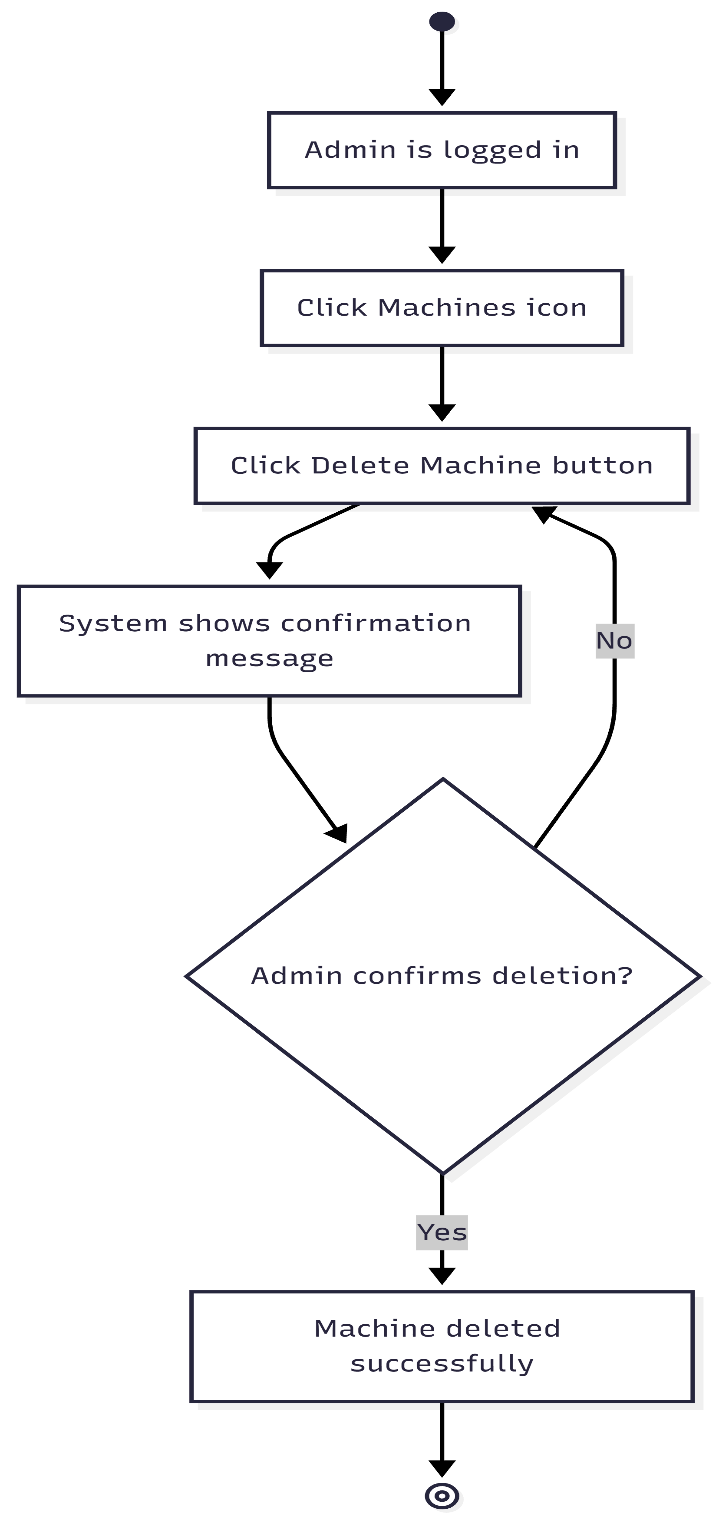 Admin is logged in
Click Machines icon
Click Delete Machine button
System shows confirmation
message
No
Admin confirms deletion?
Yes
Machine deleted
successfully